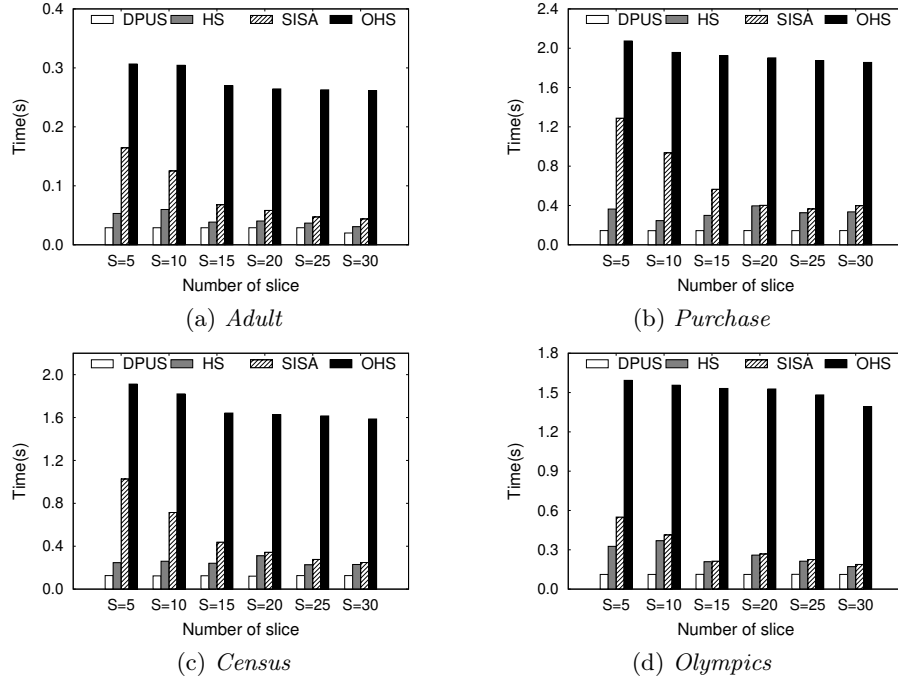 DPUS HS SISA OHS
0.4
0.3
0.2
0.1
0.0
Time(s)
S=5 S=10 S=15 S=20 S=25 S=30
Number of slice
(a) Adult
DPUS HS SISA OHS
2.4
2.0
1.6
1.2
0.8
0.4
0.0
Time(s)
S=5 S=10 S=15 S=20 S=25 S=30
Number of slice
(b) Purchase
DPUS HS SISA OHS
2.0
1.6
1.2
0.8
0.4
0.0
Time(s)
S=5 S=10 S=15 S=20 S=25 S=30
Number of slice
(c) Census
DPUS HS SISA OHS
1.8
1.5
1.2
0.9
0.6
0.3
0.0
Time(s)
S=5 S=10 S=15 S=20 S=25 S=30
Number of slice
(d) Olympics